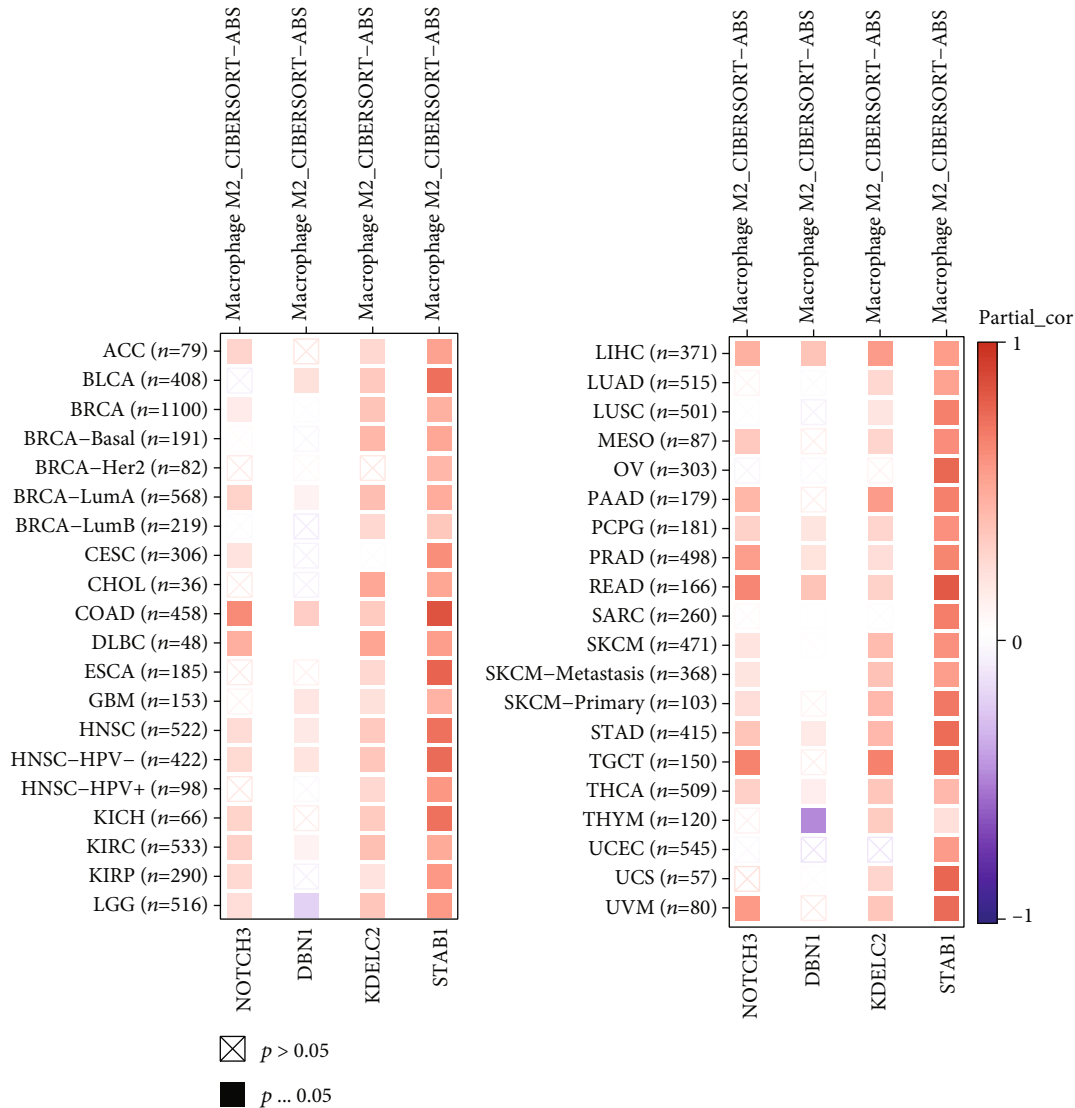 Macrophage M2_CIBERSORT−ABS
Macrophage M2_CIBERSORT−ABS
Macrophage M2_CIBERSORT−ABS
Macrophage M2_CIBERSORT−ABS
ACC (n=79)
BLCA (n=408)
BRCA (n=1100)
BRCA−Basal (n=191)
BRCA−Her2 (n=82)
BRCA−LumA (n=568)
BRCA−LumB (n=219)
CESC (n=306)
CHOL (n=36)
COAD (n=458)
DLBC (n=48)
ESCA (n=185)
GBM (n=153)
HNSC (n=522)
HNSC−HPV− (n=422)
HNSC−HPV+ (n=98)
KICH (n=66)
KIRC (n=533)
KIRP (n=290)
LGG (n=516)
NOTCH3
DBN1
KDELC2
STAB1
Macrophage M2_CIBERSORT−ABS
Macrophage M2_CIBERSORT−ABS
Macrophage M2_CIBERSORT−ABS
Macrophage M2_CIBERSORT−ABS
LIHC (n=371)
LUAD (n=515)
LUSC (n=501)
MESO (n=87)
OV (n=303)
PAAD (n=179)
PCPG (n=181)
PRAD (n=498)
READ (n=166)
SARC (n=260)
SKCM (n=471)
SKCM−Metastasis (n=368)
SKCM−Primary (n=103)
STAD (n=415)
TGCT (n=150)
THCA (n=509)
THYM (n=120)
UCEC (n=545)
UCS (n=57)
UVM (n=80)
NOTCH3
DBN1
KDELC2
STAB1
Partial_cor
1
0
−1
p > 0.05
p ... 0.05